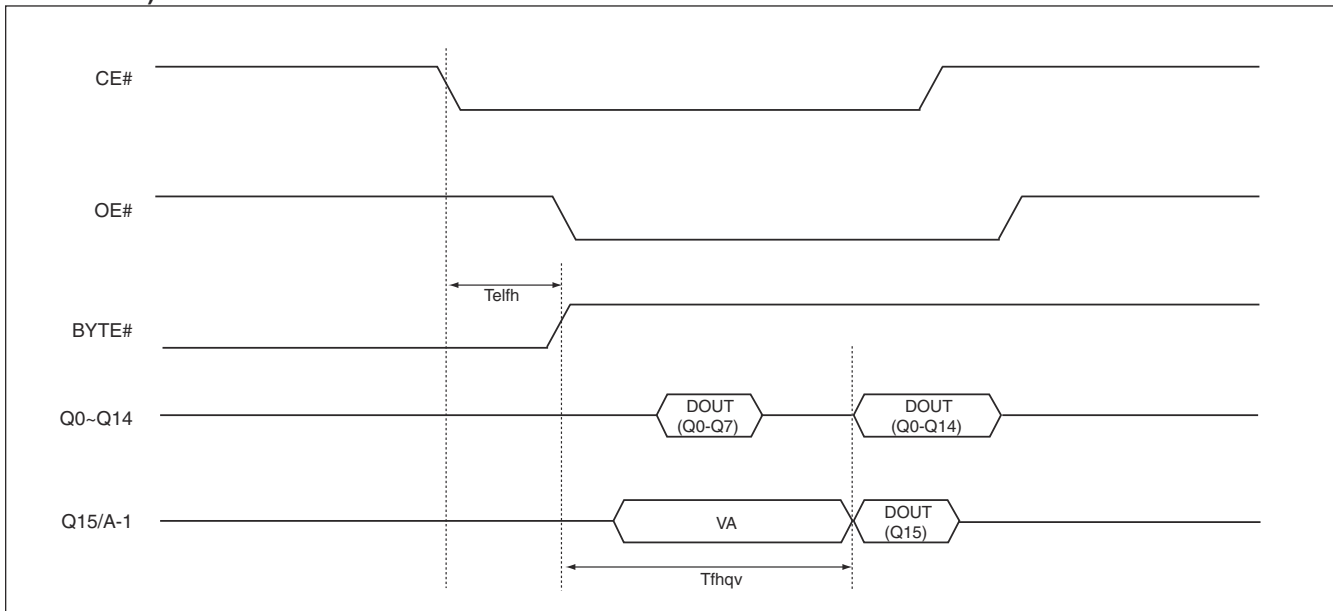 CE#
OE#
Telfh
BYTE#
Q0~Q14
DOUT
(Q0-Q7)
DOUT
(Q0-Q14)
Q15/A-1
VA
DOUT
(Q15)
Tfhqv